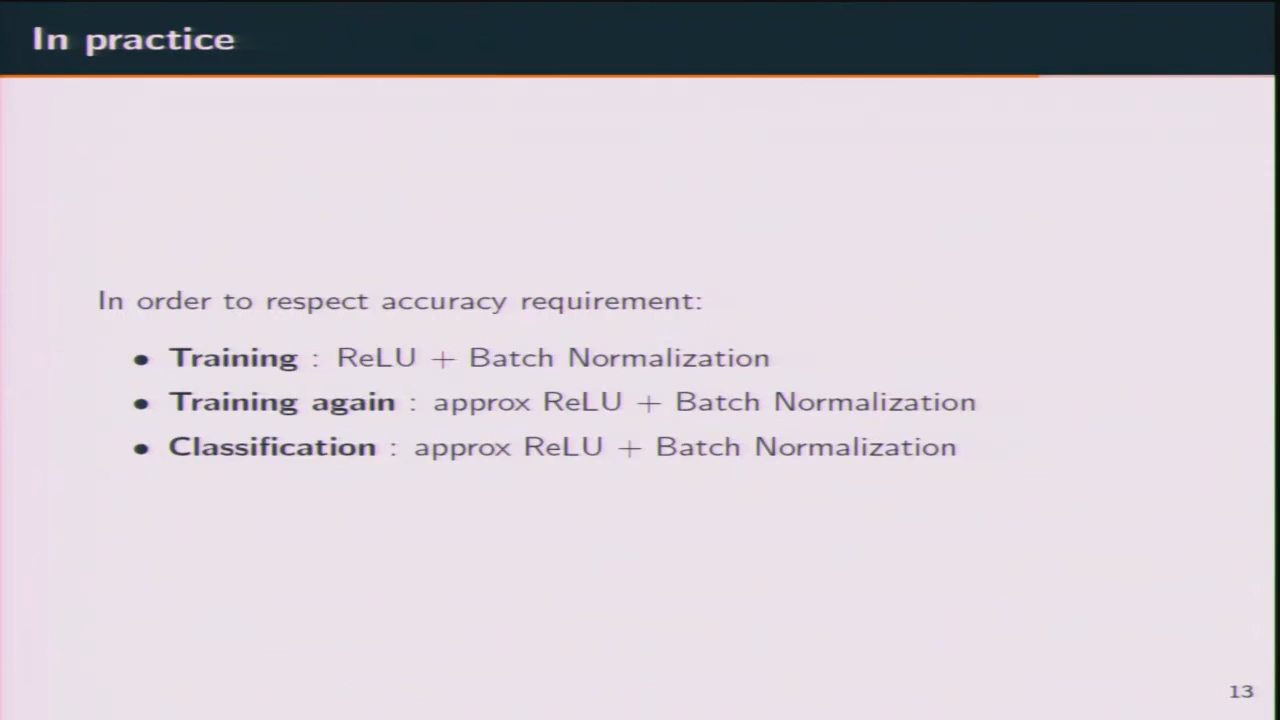 In practice
In order to respect accuracy requirement:
• Training : ReLU + Batch Normalization
• Training again : approx ReLU + Batch Normalization
• Classification : approx ReLU + Batch Normalization
13